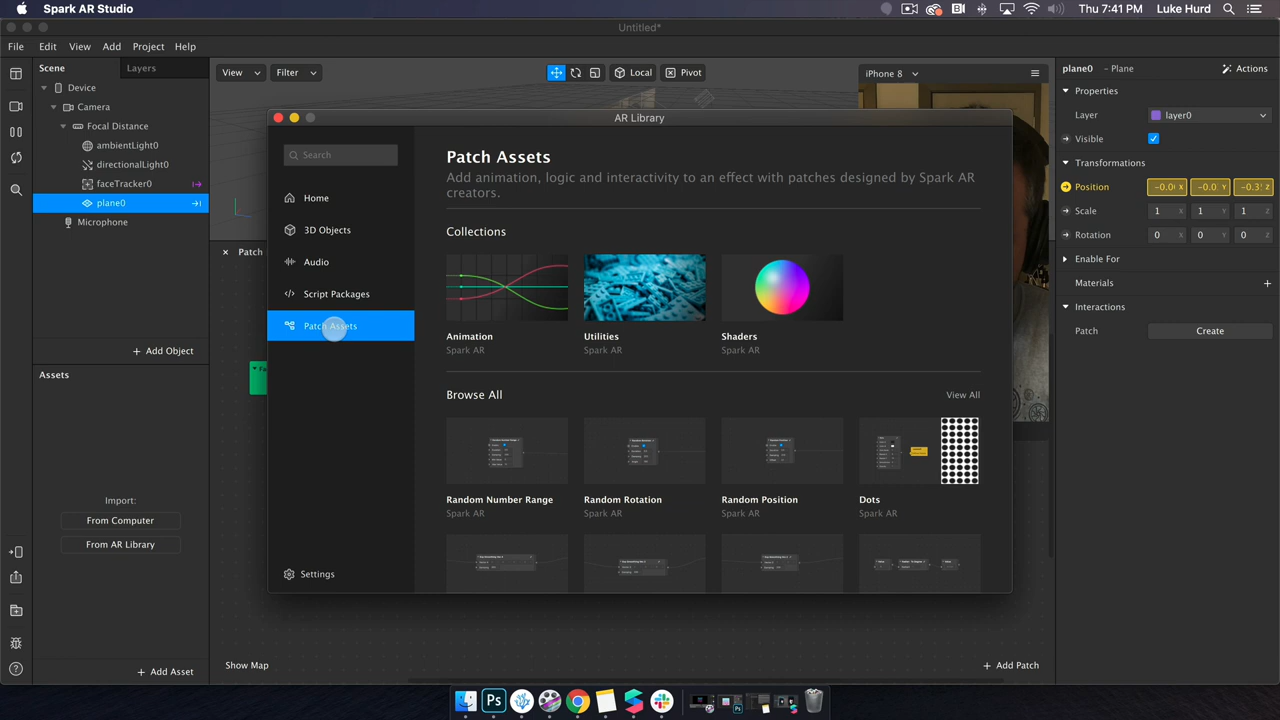 Spark AR Studio
Thu 7:41 PM
Luke Hurd
Untitled*
File Edit View Add Project Help
Scene
Layers
Device
Camera
Focal Distance
ambientLight0
directionalLight0
faceTracker0
plane0
Microphone
+ Add Object
Assets
Import:
From Computer
From AR Library
+ Add Asset
View
Filter
Local
Pivot
iPhone 8
Patch
Show Map
+ Add Patch
AR Library
Search
Home
3D Objects
Audio
Script Packages
Patch Assets
Settings
Patch Assets
Add animation, logic and interactivity to an effect with patches designed by Spark AR
creators.
Collections
Animation
Spark AR
Utilities
Spark AR
Shaders
Spark AR
Browse All
View All
Random Number Range
Spark AR
Random Rotation
Spark AR
Random Position
Spark AR
Dots
Spark AR
plane0 – Plane
Actions
Properties
Layer
layer0
Visible
Transformations
Position
X
Y
Z
Scale
1 X
1 Y
1 Z
Rotation
0 X
0 Y
0 Z
Enable For
Materials
+
Interactions
Patch
Create